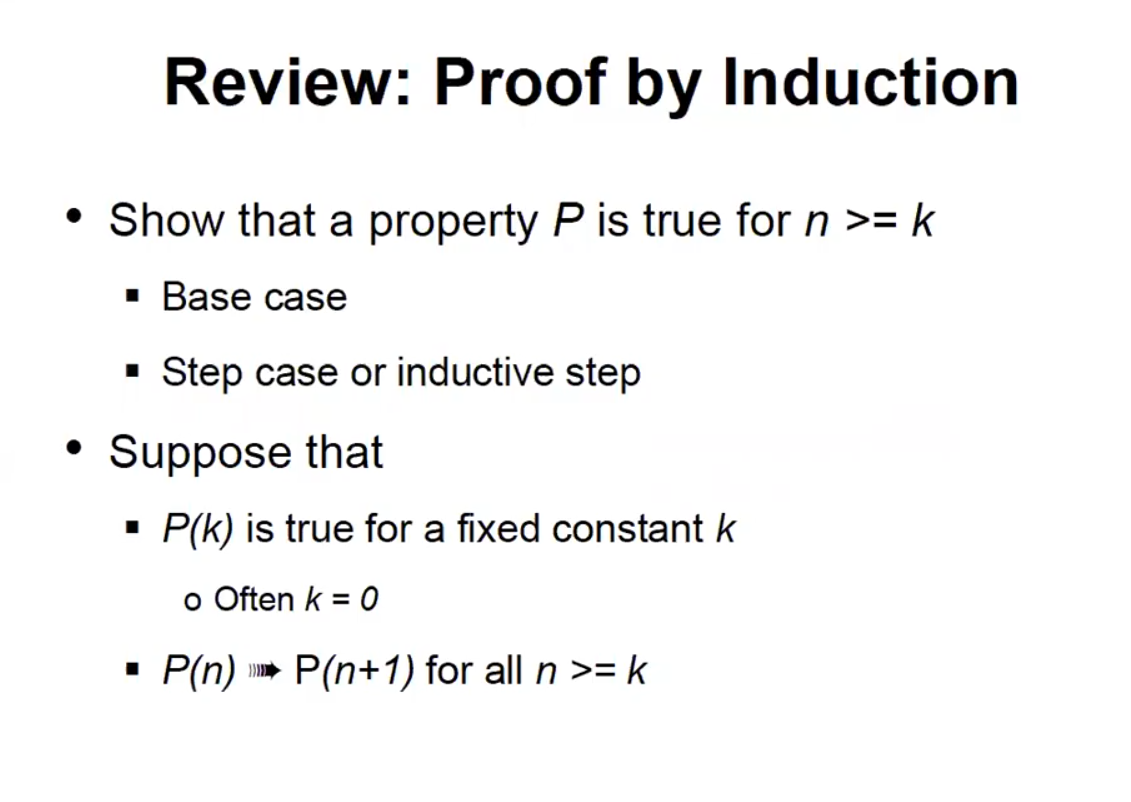 Review: Proof by Induction
• Show that a property P is true for n >= k
▪ Base case
▪ Step case or inductive step
• Suppose that
▪ P(k) is true for a fixed constant k
o Often k = 0
▪ P(n) ➠ P(n+1) for all n >= k